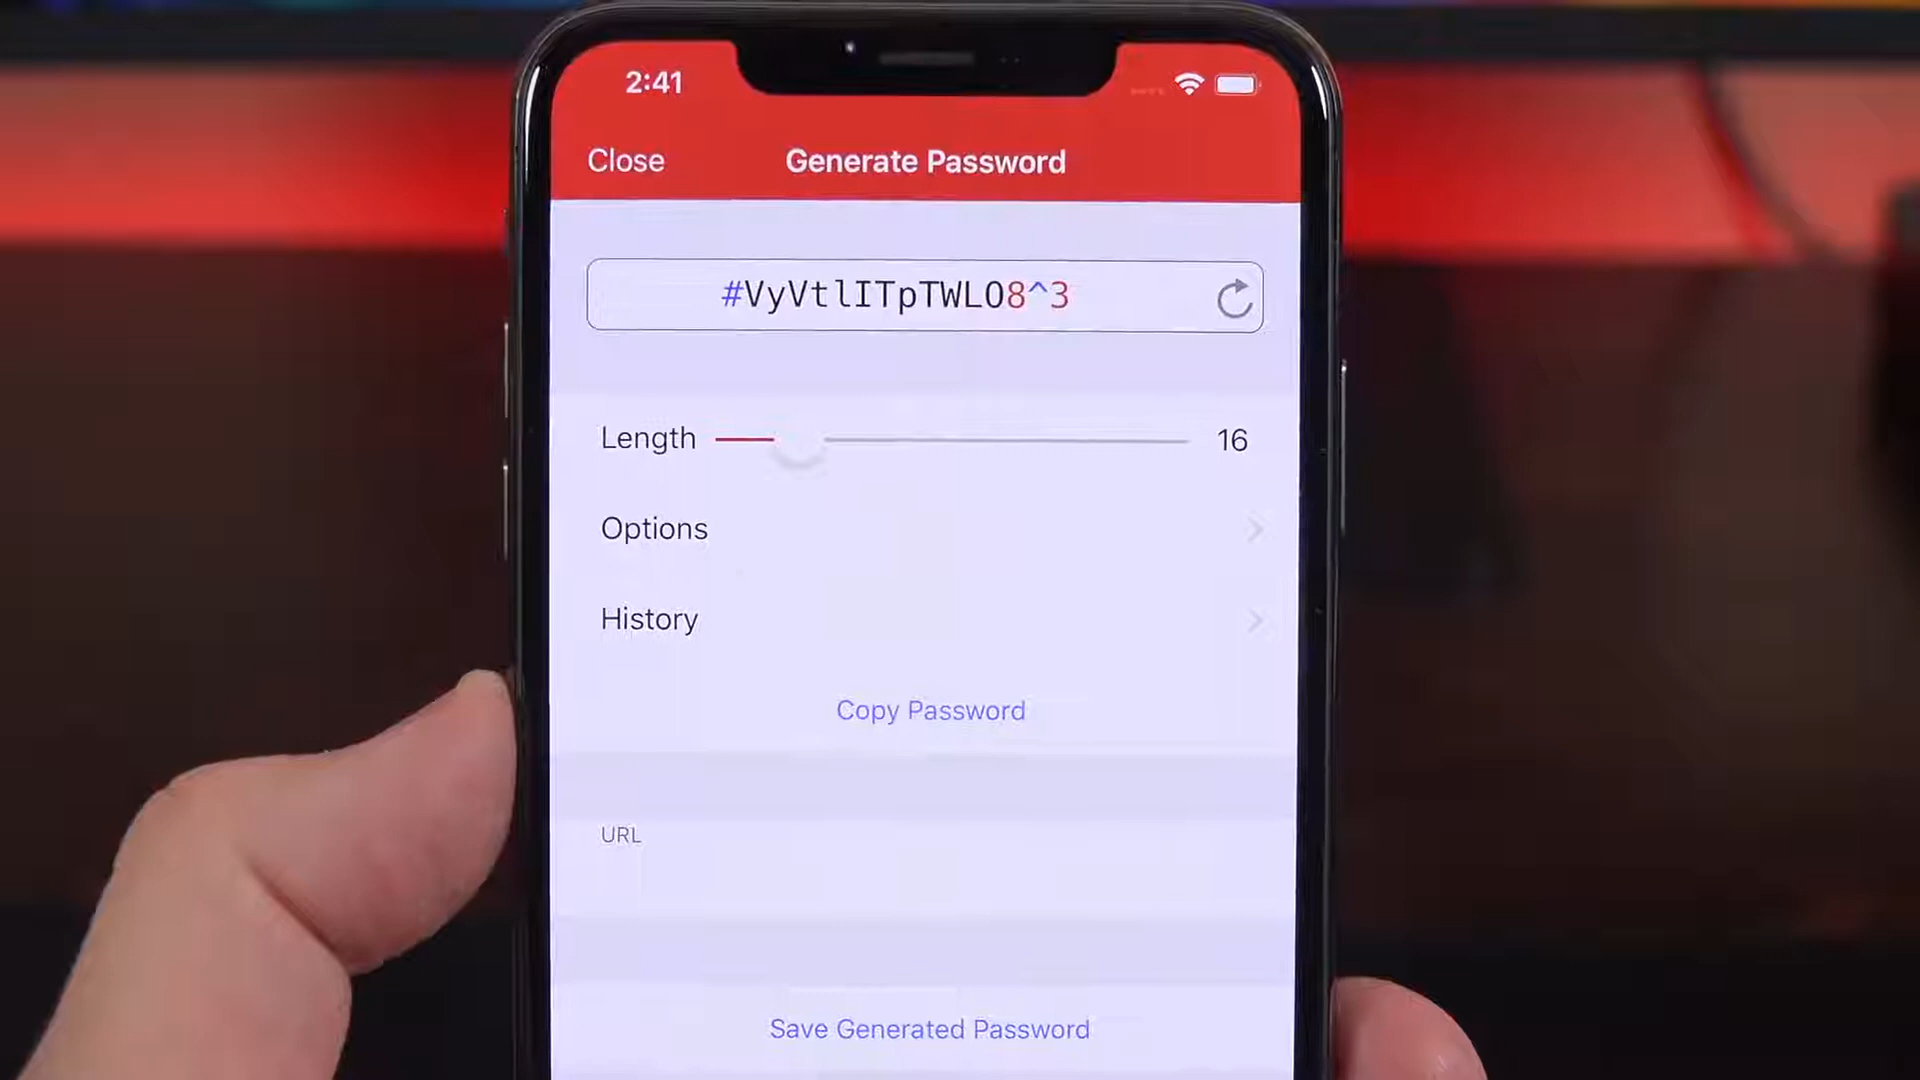 2:41
Close Generate Password
#VyVtlITpTWLO8^3
Length 16
Options
History
Copy Password
URL
Save Generated Password